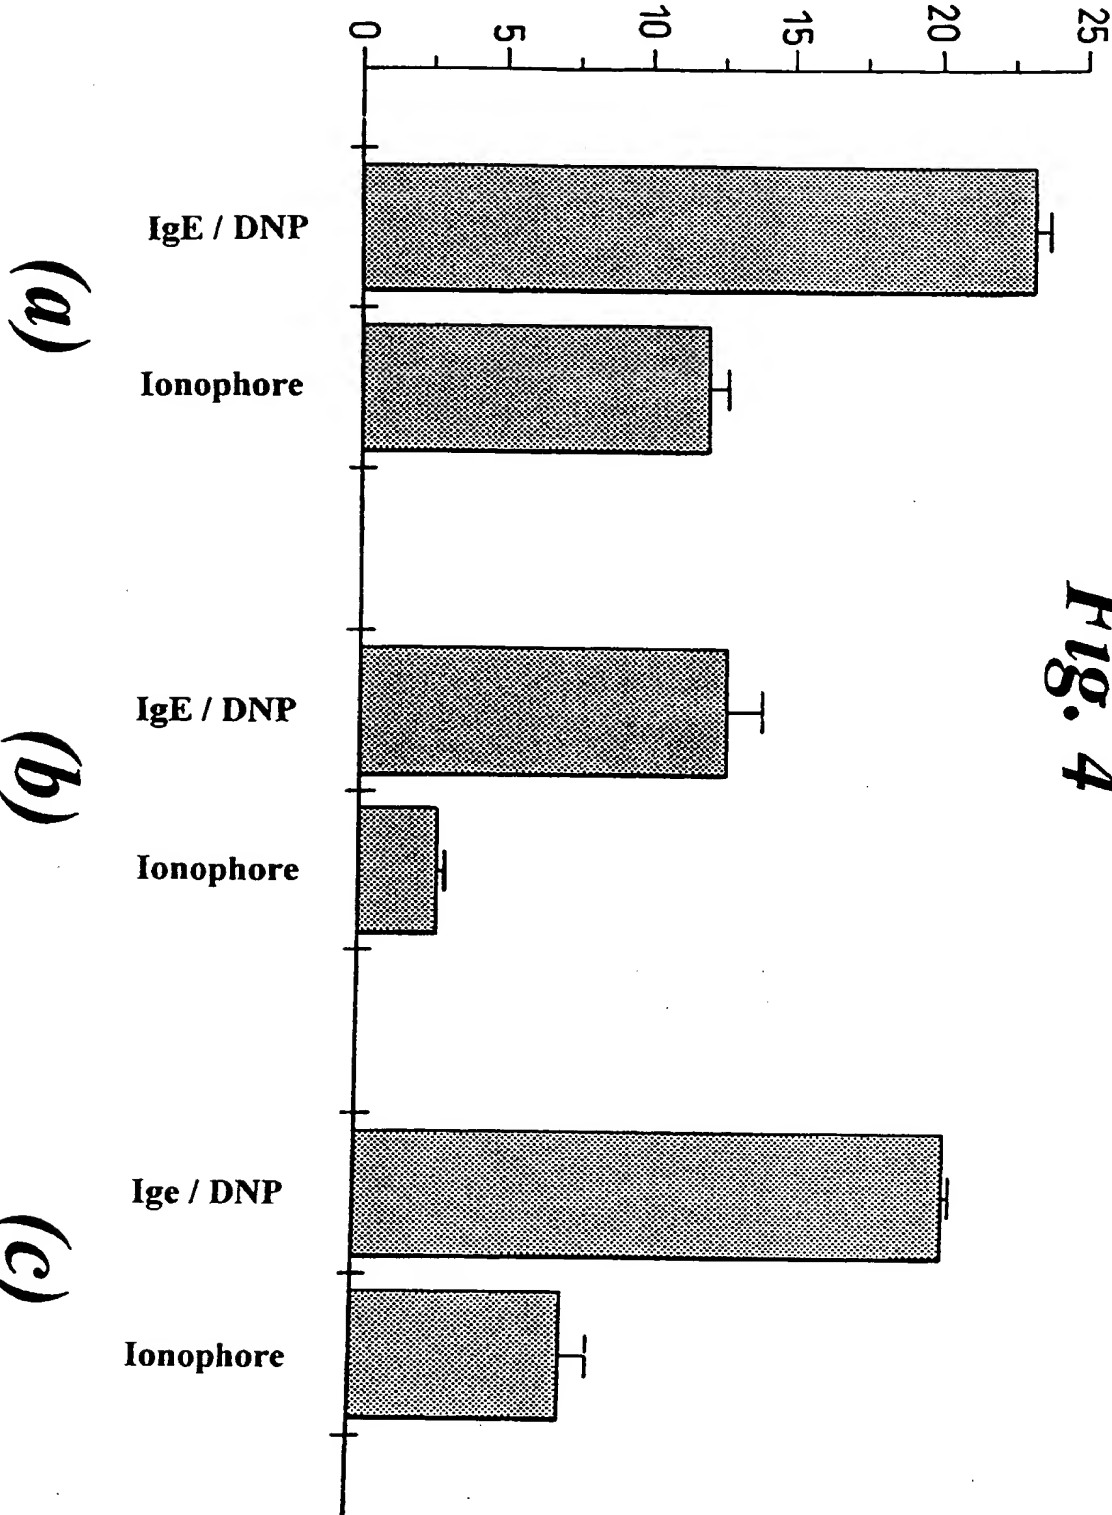 Fig. 4
25
20
15
10
5
0
IgE / DNP
Ionophore
IgE / DNP
Ionophore
Ige / DNP
Ionophore
(a)
(b)
(c)